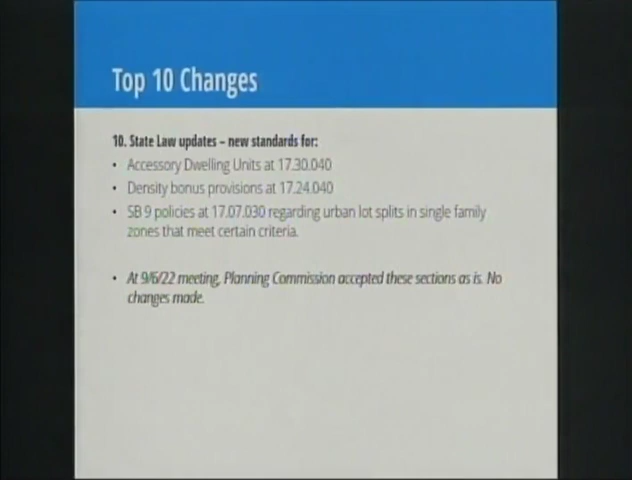 Top 10 Changes
10. State Law updates – new standards for:
• Accessory Dwelling Units at 17.30.040
• Density bonus provisions at 17.24.040
• SB 9 policies at 17.07.030 regarding urban lot splits in single family
zones that meet certain criteria.
• At 9/6/22 meeting, Planning Commission accepted these sections as is. No
changes made.